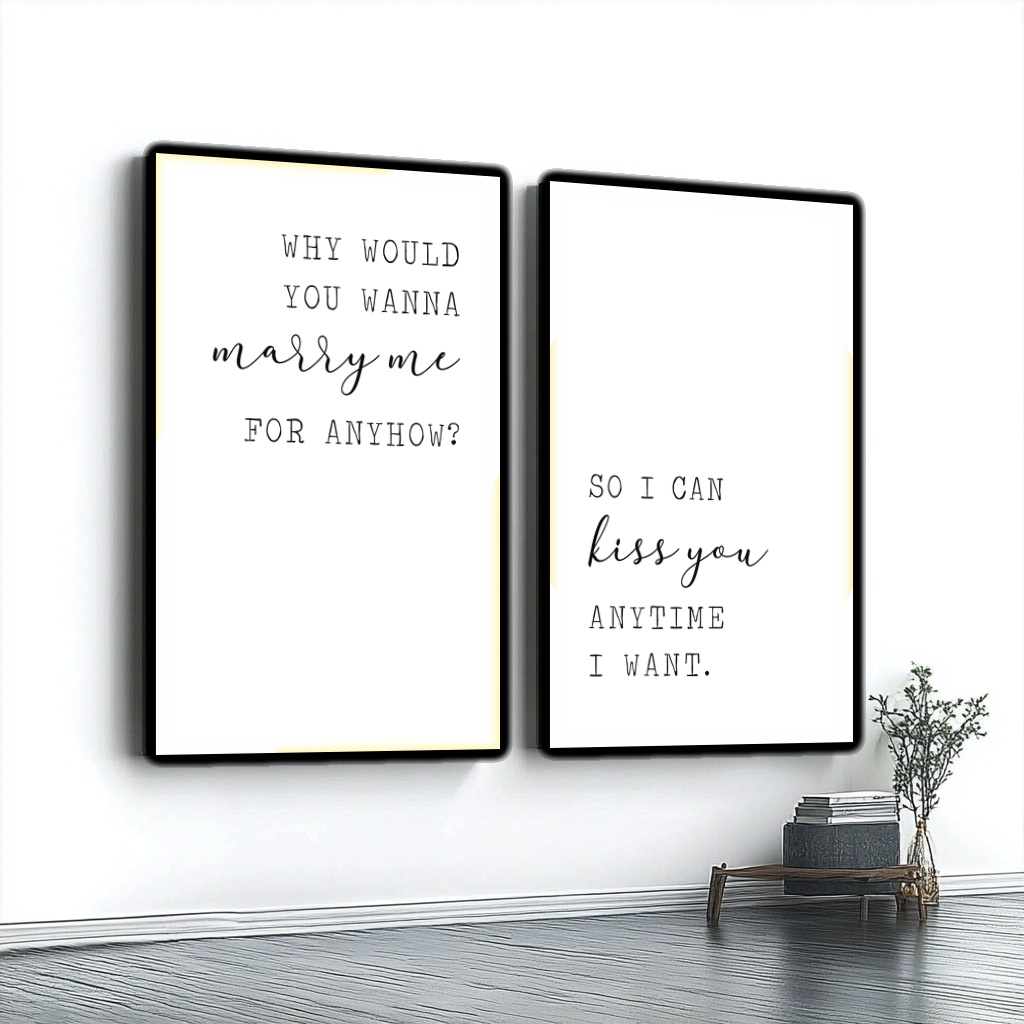 WHY WOULD
YOU WANNA
marry me
FOR ANYHOW?
SO I CAN
kiss you
ANYTIME
I WANT.